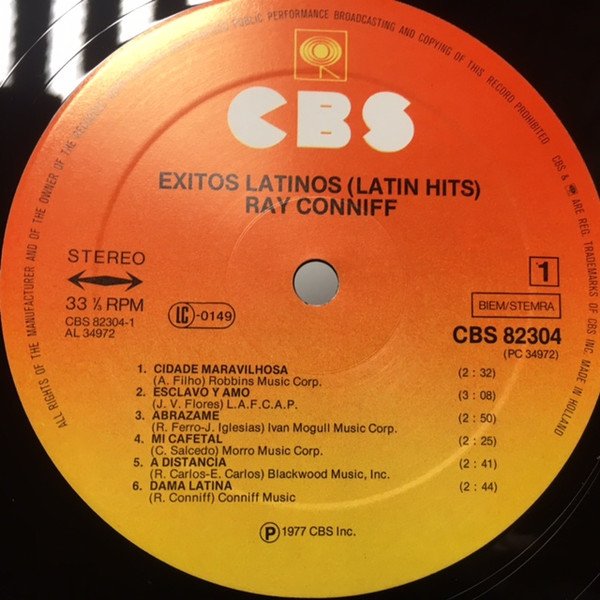 PUBLIC PERFORMANCE BROADCASTING AND COPYING OF THIS RECORD PROHIBITED
CBS & ARE REG. TRADEMARKS OF CBS INC. MADE IN HOLLAND
ALL RIGHTS OF THE MANUFACTURER AND OF THE OWNER OF THE RECORDED
CBS
EXITOS LATINOS (LATIN HITS)
RAY CONNIFF
STEREO
33 ⅓ RPM
CBS 82304-1
AL 34972
LC-0149
1
BIEM/STEMRA
CBS 82304
(PC 34972)
1. CIDADE MARAVILHOSA (2 : 32)
(A. Filho) Robbins Music Corp.
2. ESCLAVO Y AMO (3 : 08)
(J. V. Flores) L.A.F.C.A.P.
3. ABRAZAME (2 : 50)
(R. Ferro-J. Iglesias) Ivan Mogull Music Corp.
4. MI CAFETAL (2 : 25)
(C. Salcedo) Morro Music Corp.
5. A DISTANCIA (2 : 41)
(R. Carlos-E. Carlos) Blackwood Music, Inc.
6. DAMA LATINA (2 : 44)
(R. Conniff) Conniff Music
Ⓟ 1977 CBS Inc.